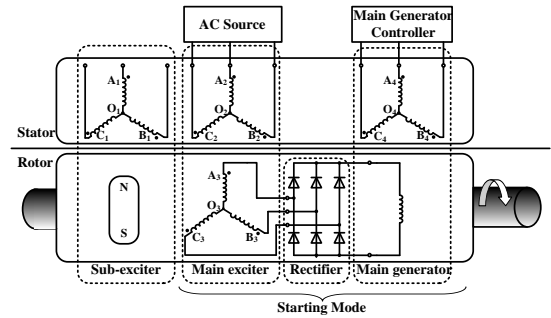 AC Source
Main Generator
Controller
A1
A2
A4
O1
O2
O4
C1
B1
C2
B2
C4
B4
Stator
Rotor
N
S
A3
O3
C3
B3
Sub-exciter
Main exciter
Rectifier
Main generator
Starting Mode